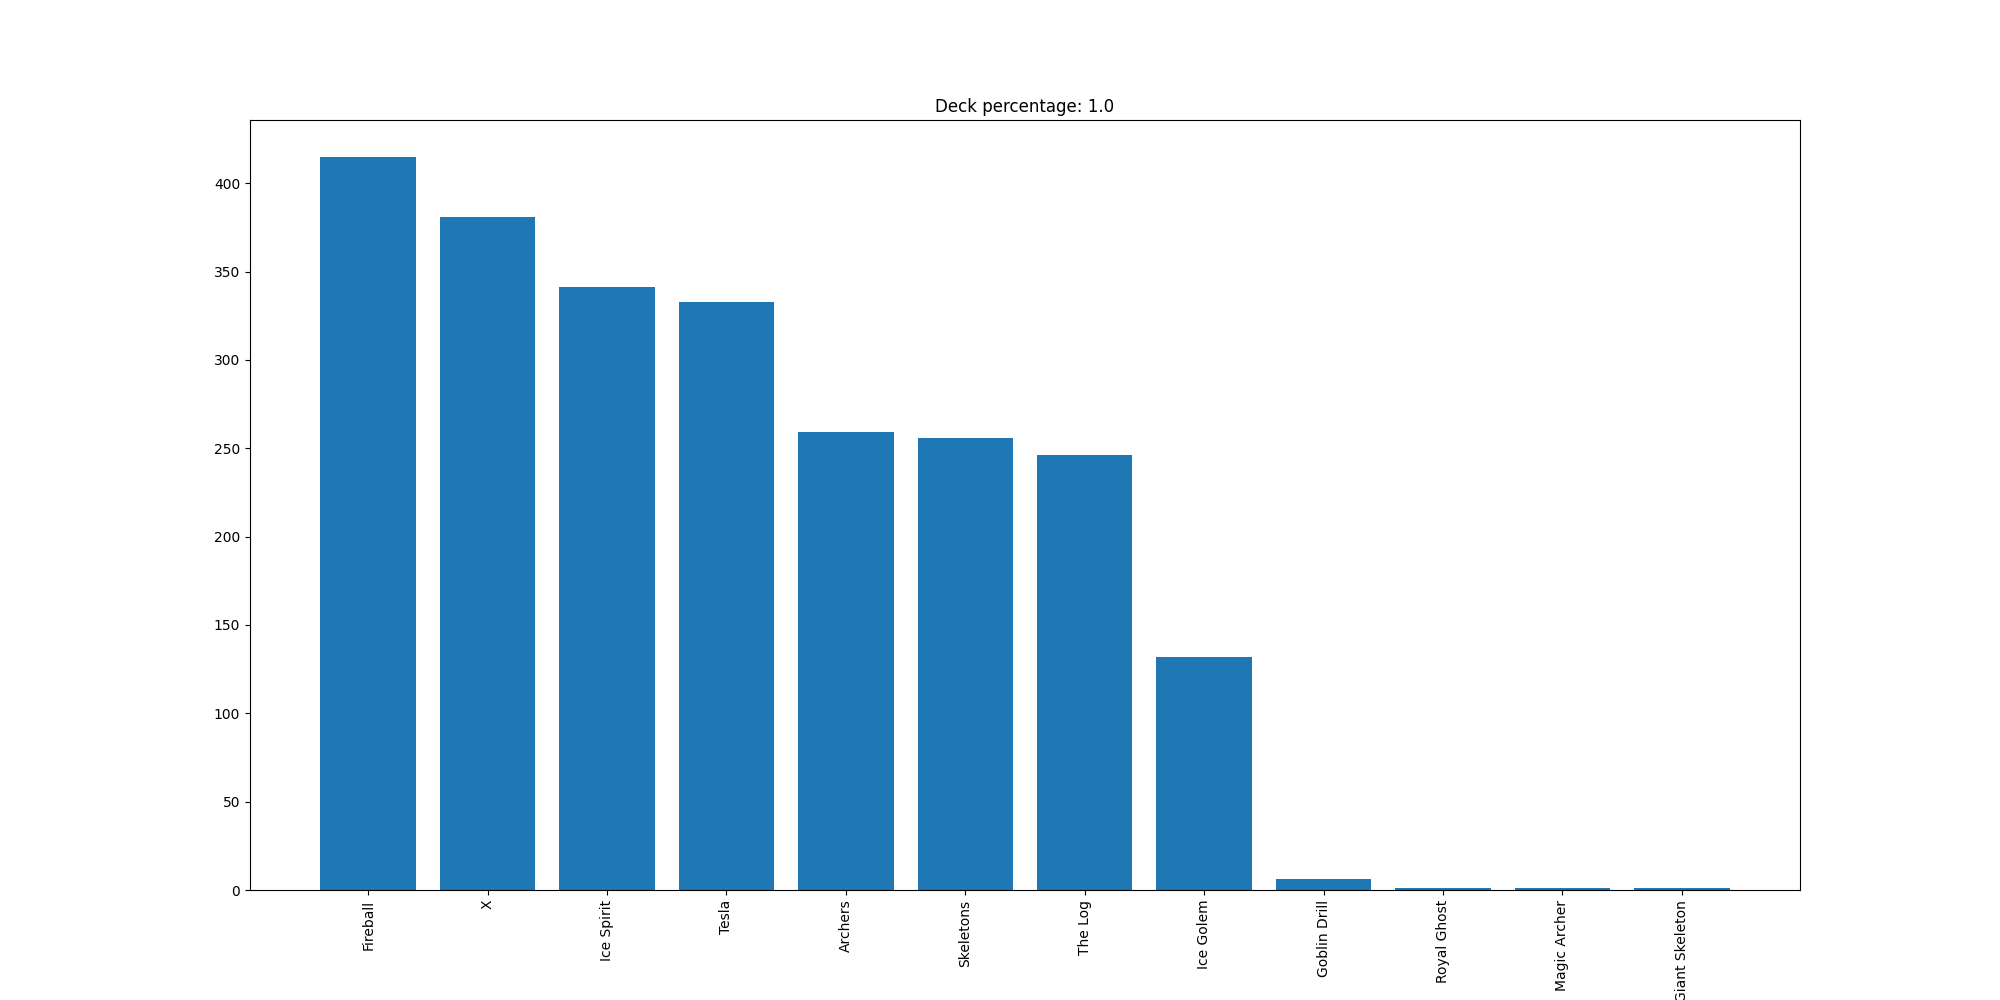 Deck percentage: 1.0
400
350
300
250
200
150
100
50
0
Fireball
X
Ice Spirit
Tesla
Archers
Skeletons
The Log
Ice Golem
Goblin Drill
Royal Ghost
Magic Archer
Giant Skeleton